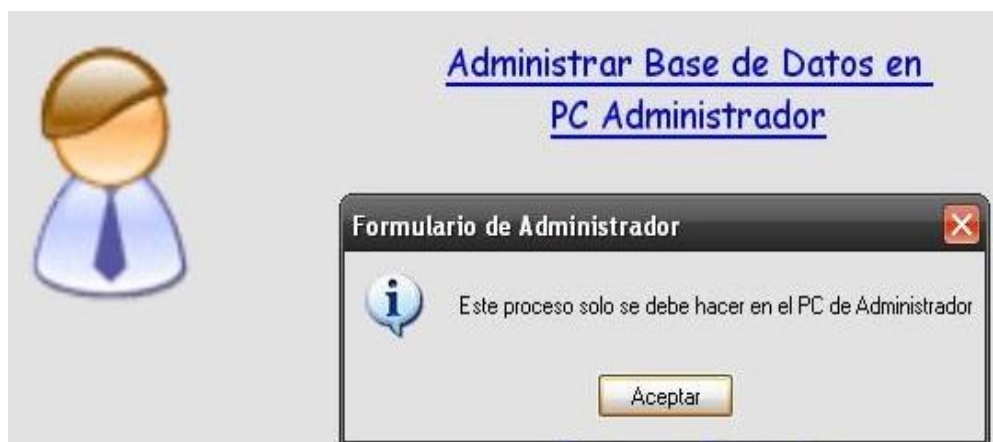 Administrar Base de Datos en
PC Administrador
Formulario de Administrador
Este proceso solo se debe hacer en el PC de Administrador
Aceptar